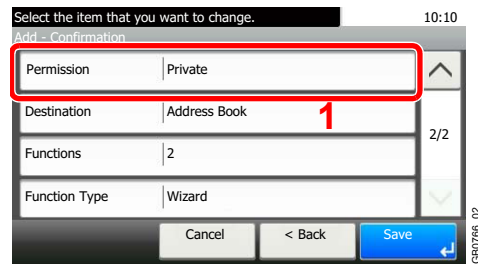 Select the item that you want to change. 10:10
Add - Confirmation
Permission Private
Destination Address Book 1
2/2
Functions 2
Function Type Wizard
Cancel < Back Save
GB0766_02